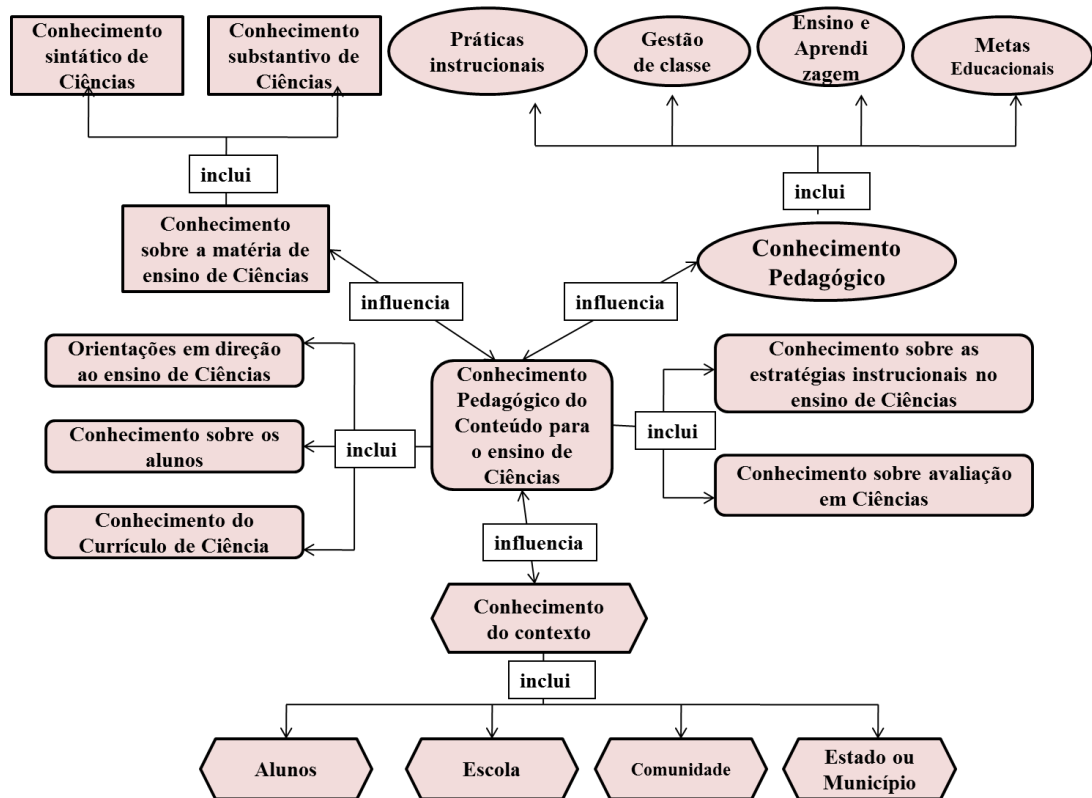 Conhecimento
sintático de
Ciências
Conhecimento
substantivo de
Ciências
Práticas
instrucionais
Gestão
de classe
Ensino e
Aprendi
zagem
Metas
Educacionais
inclui
inclui
Conhecimento
sobre a matéria de
ensino de Ciências
Conhecimento
Pedagógico
influencia
influencia
Orientações em direção
ao ensino de Ciências
Conhecimento sobre os
alunos
Conhecimento do
Currículo de Ciência
inclui
Conhecimento
Pedagógico do
Conteúdo para
o ensino de
Ciências
inclui
Conhecimento sobre as
estratégias instrucionais no
ensino de Ciências
Conhecimento sobre avaliação
em Ciências
influencia
Conhecimento
do contexto
inclui
Alunos
Escola
Comunidade
Estado ou
Município